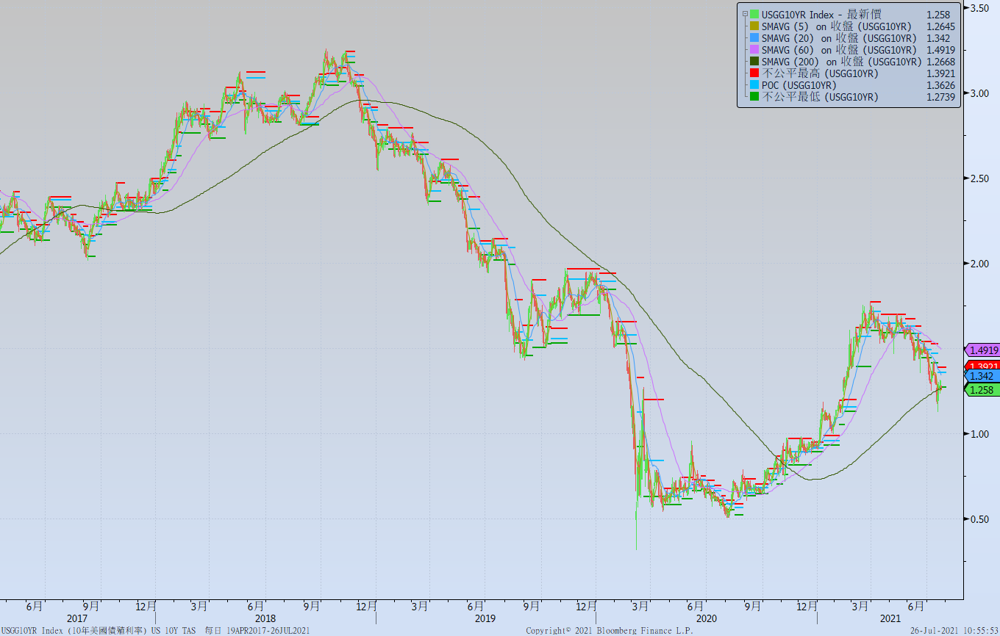 USGG10YR Index - 最新價 1.258
SMAVG (5) on 收盤 (USGG10YR) 1.2645
SMAVG (20) on 收盤 (USGG10YR) 1.342
SMAVG (60) on 收盤 (USGG10YR) 1.4919
SMAVG (200) on 收盤 (USGG10YR) 1.2668
不公平最高 (USGG10YR) 1.3921
POC (USGG10YR) 1.3626
不公平最低 (USGG10YR) 1.2739
3.50
3.00
2.50
2.00
1.4919
1.3921
1.342
1.258
1.00
0.50
6月 9月 12月 3月 6月 9月 12月 3月 6月 9月 12月 3月 6月 9月 12月 3月 6月
2017 2018 2019 2020 2021
USGG10YR Index (10年美國債殖利率) US 10Y TAS 每日 19APR2017-26JUL2021 Copyright© 2021 Bloomberg Finance L.P. 26-Jul-2021 10:55:53